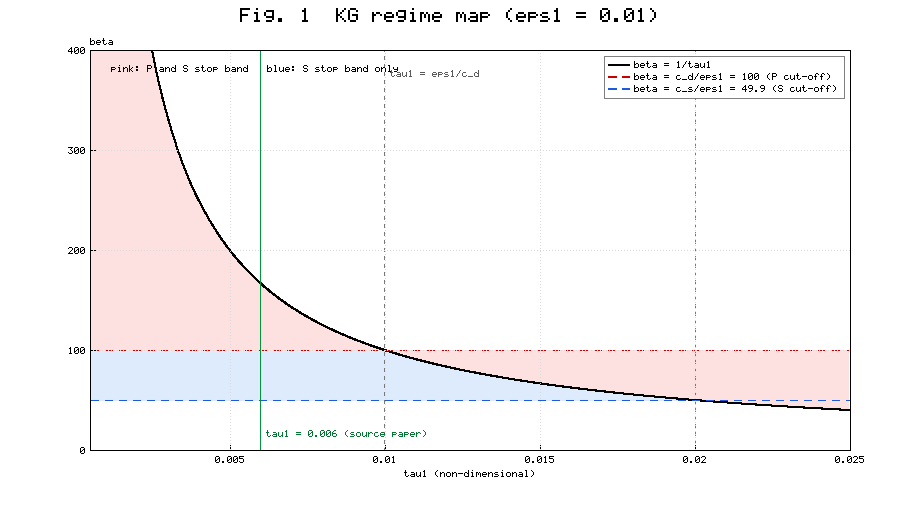 Fig. 1  KG regime map (eps1 = 0.01)
beta
400
pink: P and S stop band
blue: S stop band only
tau1 = eps1/c_d
beta = 1/tau1
beta = c_d/eps1 = 100 (P cut-off)
beta = c_s/eps1 = 49.9 (S cut-off)
300
200
100
0
tau1 = 0.006 (source paper)
0.005
0.01
0.015
0.02
0.025
tau1 (non-dimensional)